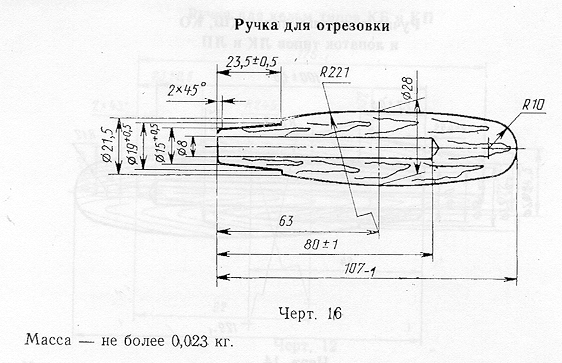 Ручка для отрезовки
23,5±0,5
2×45°
R221
⌀28
R10
⌀21,5
⌀19+0,5
⌀15+0,5
⌀8
63
80±1
107-1
Черт. 16
Масса — не более 0,023 кг.